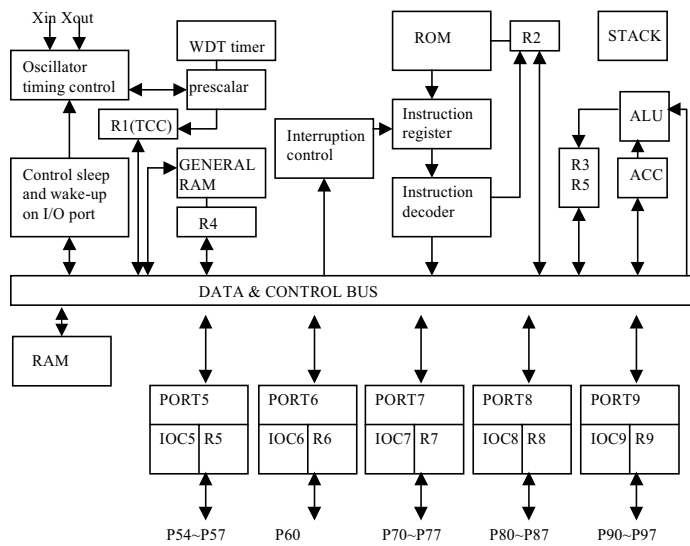 Xin Xout
WDT timer
ROM
R2
STACK
Oscillator
timing control
prescalar
R1(TCC)
Interruption
control
Instruction
register
ALU
Control sleep
and wake-up
on I/O port
GENERAL
RAM
R4
Instruction
decoder
R3
R5
ACC
DATA & CONTROL BUS
RAM
PORT5
PORT6
PORT7
PORT8
PORT9
IOC5 R5
IOC6 R6
IOC7 R7
IOC8 R8
IOC9 R9
P54~P57
P60
P70~P77
P80~P87
P90~P97